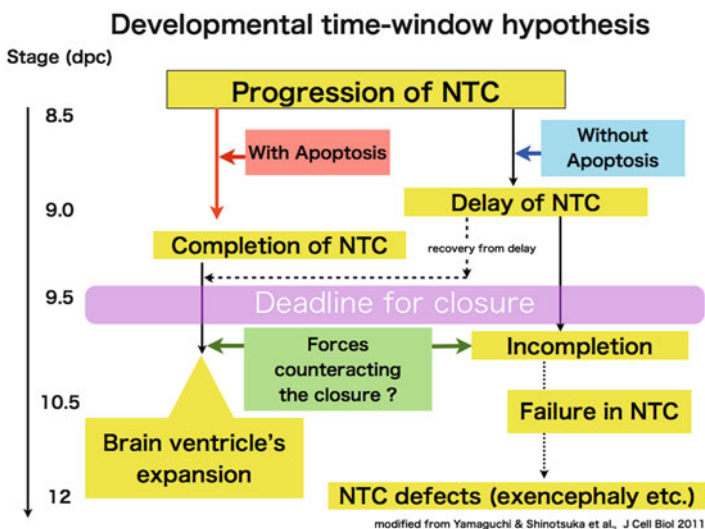 Developmental time-window hypothesis
Stage (dpc)
Progression of NTC
8.5
With Apoptosis
Without
Apoptosis
9.0
Delay of NTC
Completion of NTC
recovery from delay
9.5
Deadline for closure
Forces
counteracting
the closure ?
Incompletion
10.5
Failure in NTC
Brain ventricle's
expansion
12
NTC defects (exencephaly etc.)
modified from Yamaguchi & Shinotsuka et al., J Cell Biol 2011